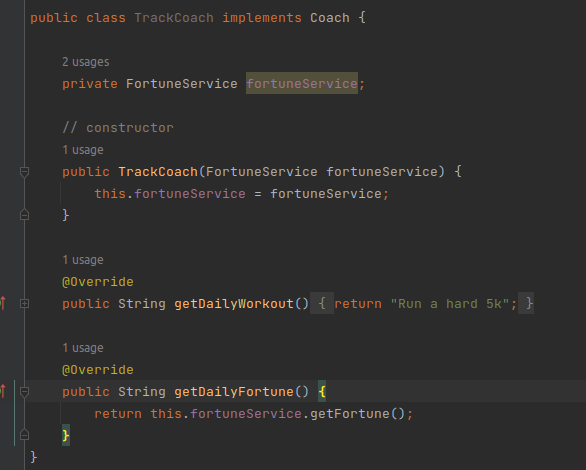 public class TrackCoach implements Coach {
2 usages
private FortuneService fortuneService;
// constructor
1 usage
public TrackCoach(FortuneService fortuneService) {
this.fortuneService = fortuneService;
}
1 usage
@Override
public String getDailyWorkout() { return "Run a hard 5k"; }
1 usage
@Override
public String getDailyFortune() {
return this.fortuneService.getFortune();
}
}